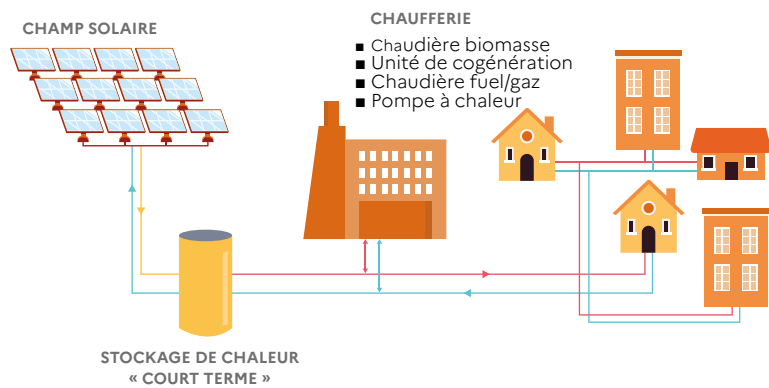 CHAMP SOLAIRE
CHAUFFERIE
▪ Chaudière biomasse
▪ Unité de cogénération
▪ Chaudière fuel/gaz
▪ Pompe à chaleur
STOCKAGE DE CHALEUR
« COURT TERME »